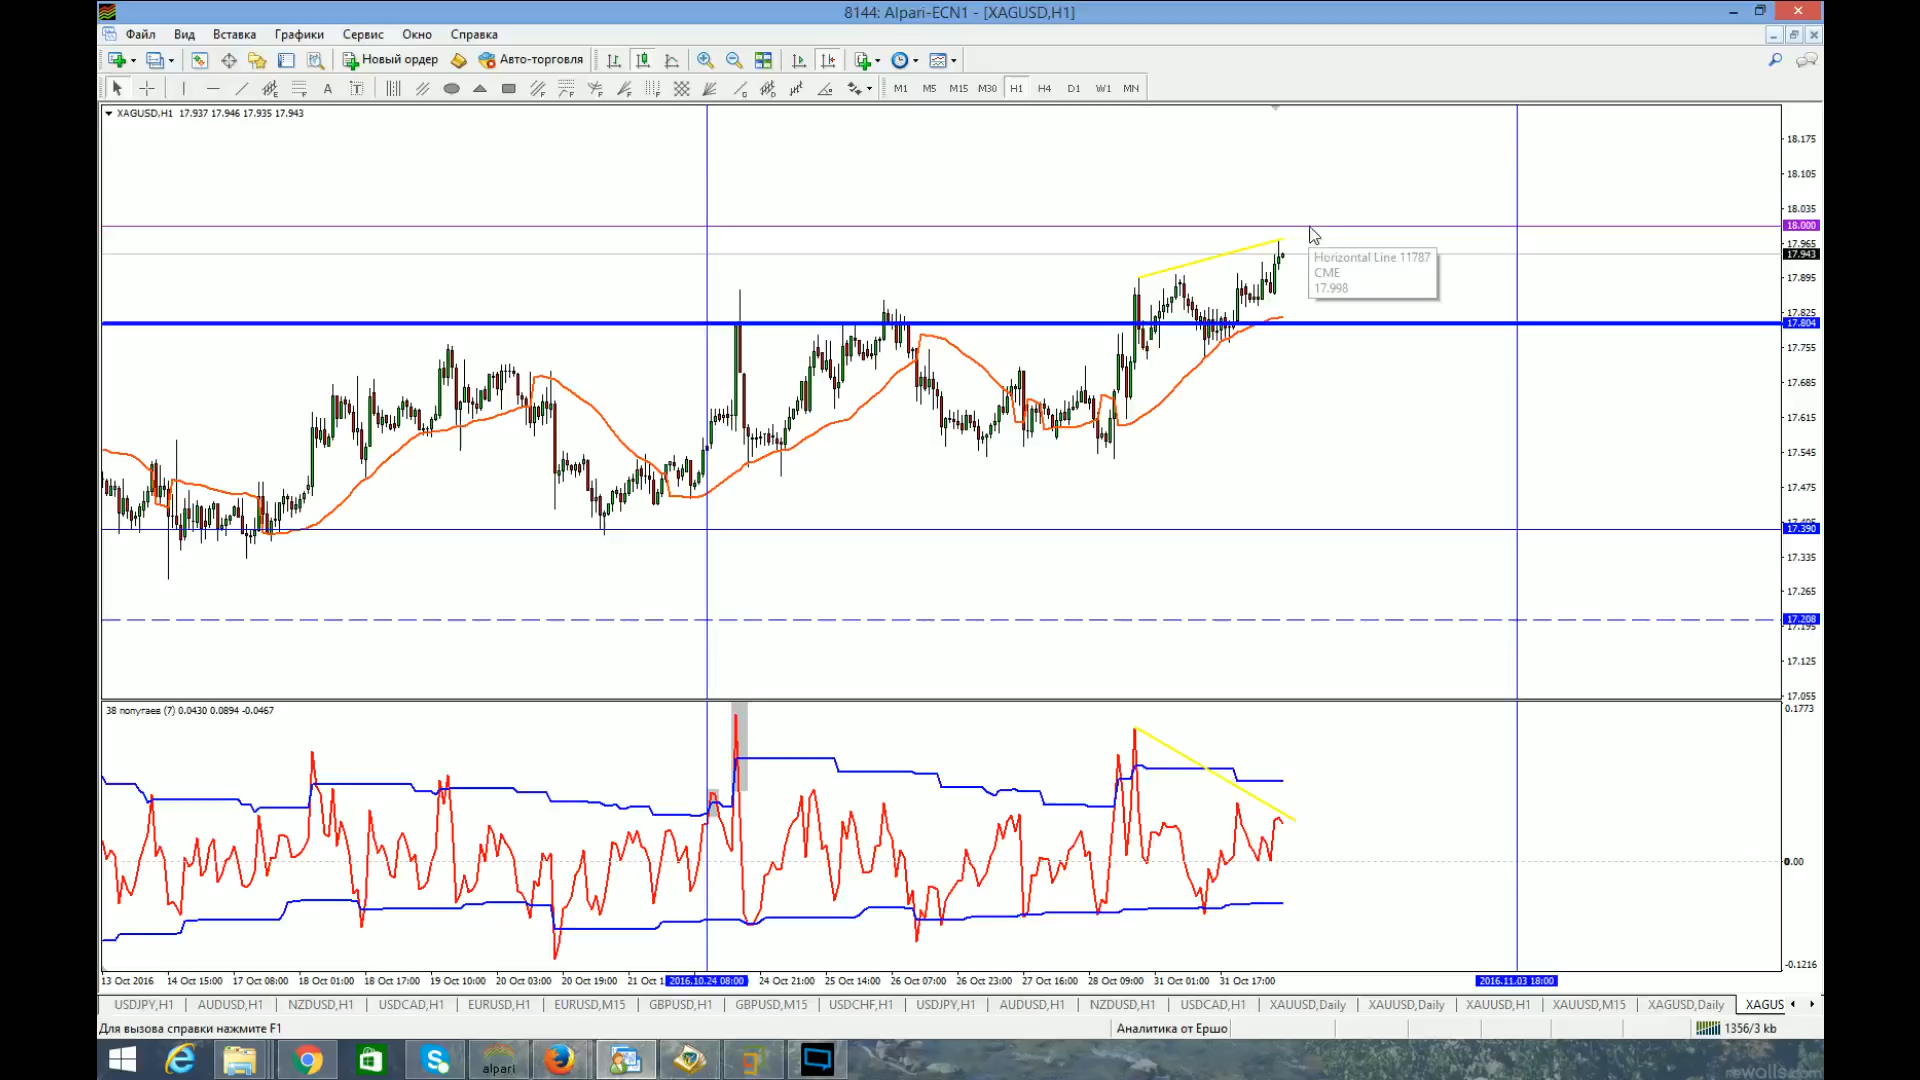 8144: Alpari-ECN1 - [XAGUSD,H1]
Файл Вид Вставка Графики Сервис Окно Справка
Новый ордер Авто-торговля
A T M1 M5 M15 M30 H1 H4 D1 W1 MN
XAGUSD,H1 17.937 17.946 17.935 17.943
18.175
18.105
18.035
18.000
17.965
17.943
Horizontal Line 11787
CME
17.998
17.895
17.825
17.804
17.755
17.685
17.615
17.545
17.475
17.405
17.390
17.335
17.265
17.208
17.195
17.125
17.055
38 попугаев (7) 0.0430 0.0894 -0.0467
0.1773
0.00
-0.1216
13 Oct 2016 14 Oct 15:00 17 Oct 08:00 18 Oct 01:00 18 Oct 17:00 19 Oct 10:00 20 Oct 03:00 20 Oct 19:00 21 Oct 1 2016.10.24 08:00 24 Oct 21:00 25 Oct 14:00 26 Oct 07:00 26 Oct 23:00 27 Oct 16:00 28 Oct 09:00 31 Oct 01:00 31 Oct 17:00 2016.11.03 18:00
USDJPY,H1 AUDUSD,H1 NZDUSD,H1 USDCAD,H1 EURUSD,H1 EURUSD,M15 GBPUSD,H1 GBPUSD,M15 USDCHF,H1 USDJPY,H1 AUDUSD,H1 NZDUSD,H1 USDCAD,H1 XAUUSD,Daily XAUUSD,Daily XAUUSD,H1 XAUUSD,M15 XAGUSD,Daily XAGUS
Для вызова справки нажмите F1 Аналитика от Ершо 1356/3 kb
alpari
newalls.com